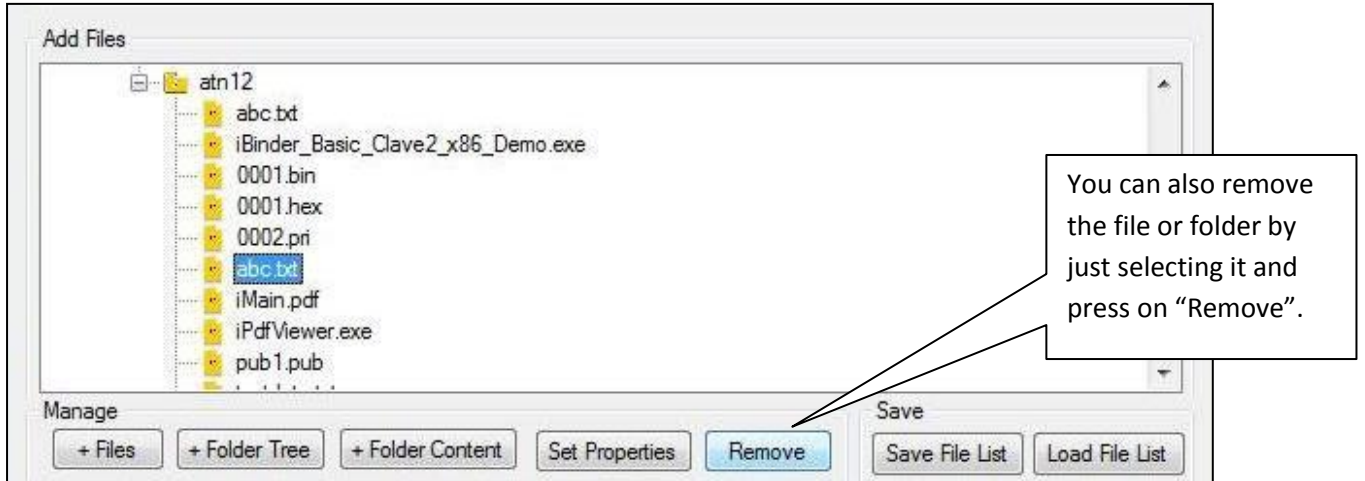 Add Files
atn12
abc.txt
iBinder_Basic_Clave2_x86_Demo.exe
0001.bin
0001.hex
0002.pri
abc.txt
iMain.pdf
iPdfViewer.exe
pub1.pub
You can also remove
the file or folder by
just selecting it and
press on “Remove”.
Manage
+ Files
+ Folder Tree
+ Folder Content
Set Properties
Remove
Save
Save File List
Load File List